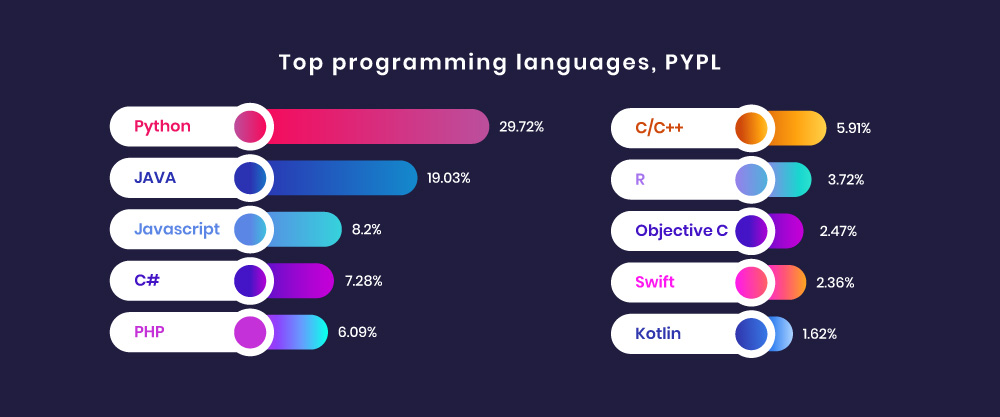 Top programming languages, PYPL
Python 29.72%
JAVA 19.03%
Javascript 8.2%
C# 7.28%
PHP 6.09%
C/C++ 5.91%
R 3.72%
Objective C 2.47%
Swift 2.36%
Kotlin 1.62%